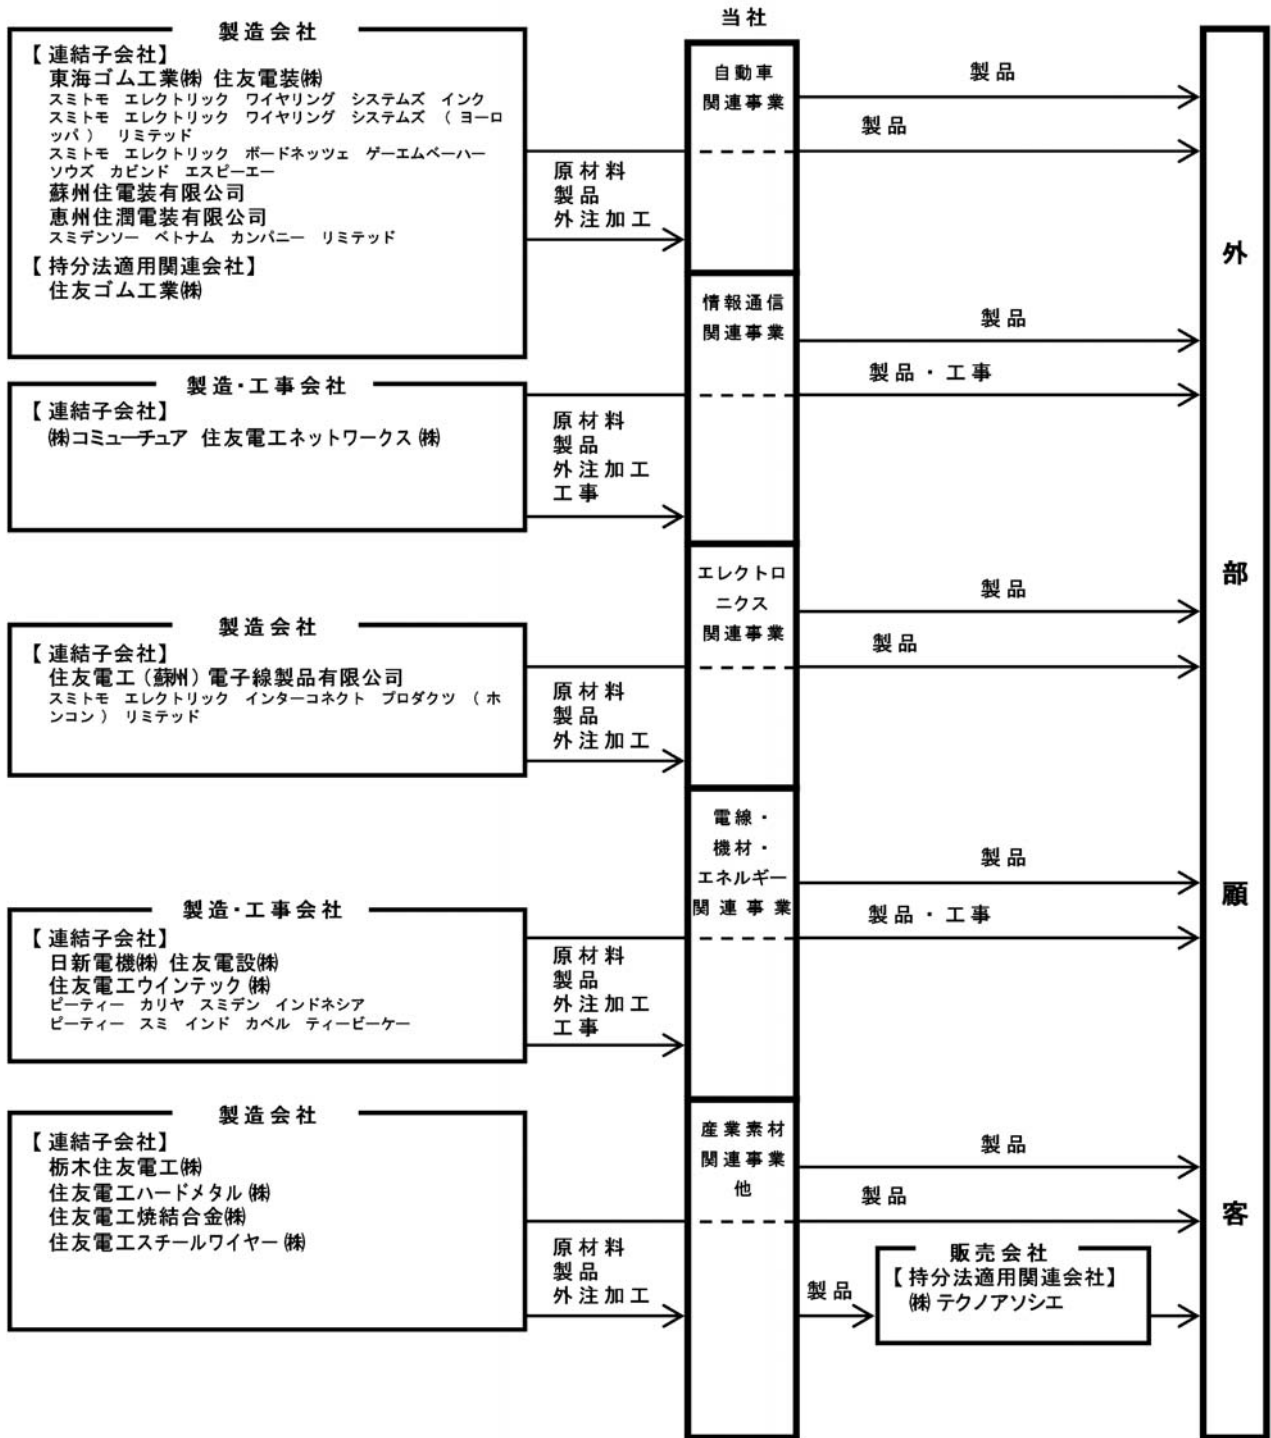 当社
製造会社
【連結子会社】
東海ゴム工業㈱ 住友電装㈱
スミトモ エレクトリック ワイヤリング システムズ インク
スミトモ エレクトリック ワイヤリング システムズ （ヨーロ
ッパ） リミテッド
スミトモ エレクトリック ボードネッツェ ゲーエムベーハー
ソウズ カビンド エスピーエー
蘇州住電装有限公司
惠州住潤電装有限公司
スミデンソー ベトナム カンパニー リミテッド
【持分法適用関連会社】
住友ゴム工業㈱
原材料
製品
外注加工
自動車
関連事業
製品
製品
製造・工事会社
【連結子会社】
㈱コミューチュア 住友電工ネットワークス㈱
原材料
製品
外注加工
工事
情報通信
関連事業
製品
製品・工事
製造会社
【連結子会社】
住友電工（蘇州）電子線製品有限公司
スミトモ エレクトリック インターコネクト プロダクツ （ホ
ンコン） リミテッド
原材料
製品
外注加工
エレクトロ
ニクス
関連事業
製品
製品
製造・工事会社
【連結子会社】
日新電機㈱ 住友電設㈱
住友電工ウインテック㈱
ピーティー カリヤ スミデン インドネシア
ピーティー スミ インド カベル ティービーケー
原材料
製品
外注加工
工事
電線・
機材・
エネルギー
関連事業
製品
製品・工事
製造会社
【連結子会社】
栃木住友電工㈱
住友電工ハードメタル㈱
住友電工焼結合金㈱
住友電工スチールワイヤー㈱
原材料
製品
外注加工
産業素材
関連事業
他
製品
製品
製品
販売会社
【持分法適用関連会社】
㈱テクノアソシエ
外部顧客